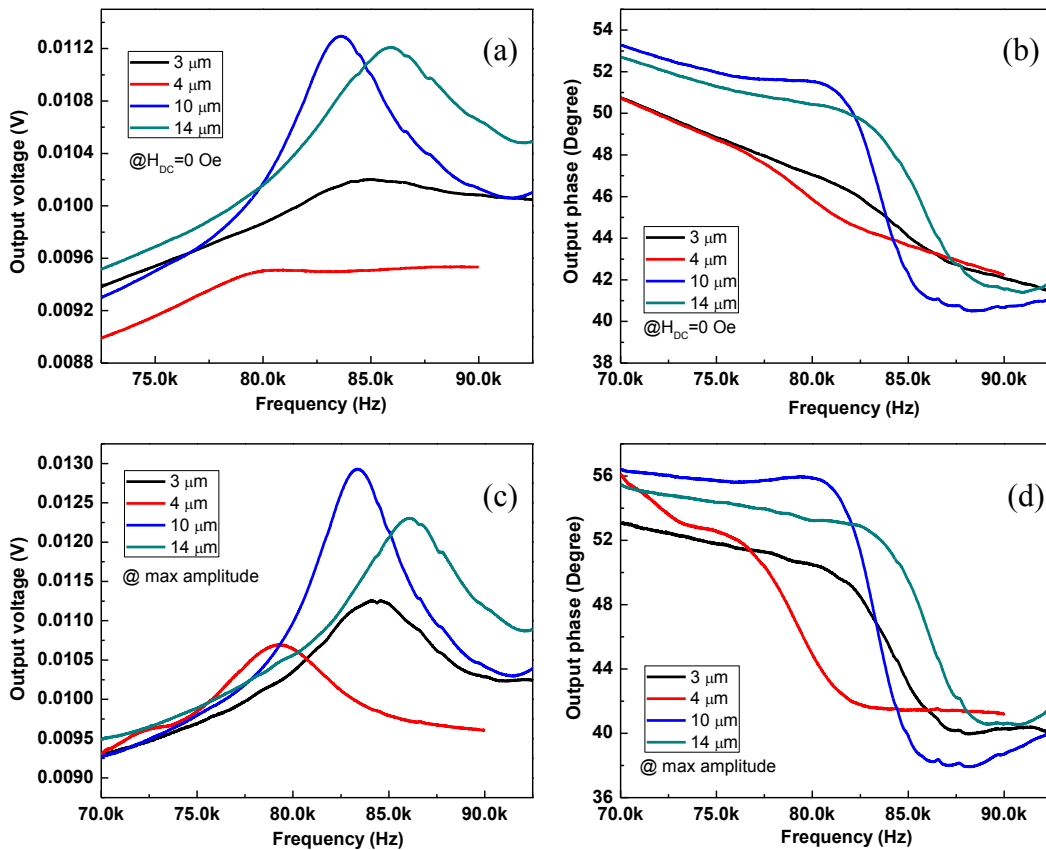 (a)
0.0112
0.0108
0.0104
0.0100
0.0096
0.0092
0.0088
Output voltage (V)
3 μm
4 μm
10 μm
14 μm
@H_DC=0 Oe
75.0k 80.0k 85.0k 90.0k
Frequency (Hz)
(b)
54
52
50
48
46
44
42
40
38
Output phase (Degree)
3 μm
4 μm
10 μm
14 μm
@H_DC=0 Oe
70.0k 75.0k 80.0k 85.0k 90.0k
Frequency (Hz)
(c)
0.0130
0.0125
0.0120
0.0115
0.0110
0.0105
0.0100
0.0095
0.0090
Output voltage (V)
3 μm
4 μm
10 μm
14 μm
@ max amplitude
70.0k 75.0k 80.0k 85.0k 90.0k
Frequency (Hz)
(d)
56
52
48
44
40
36
Output phase (Degree)
3 μm
4 μm
10 μm
14 μm
@ max amplitude
70.0k 75.0k 80.0k 85.0k 90.0k
Frequency (Hz)